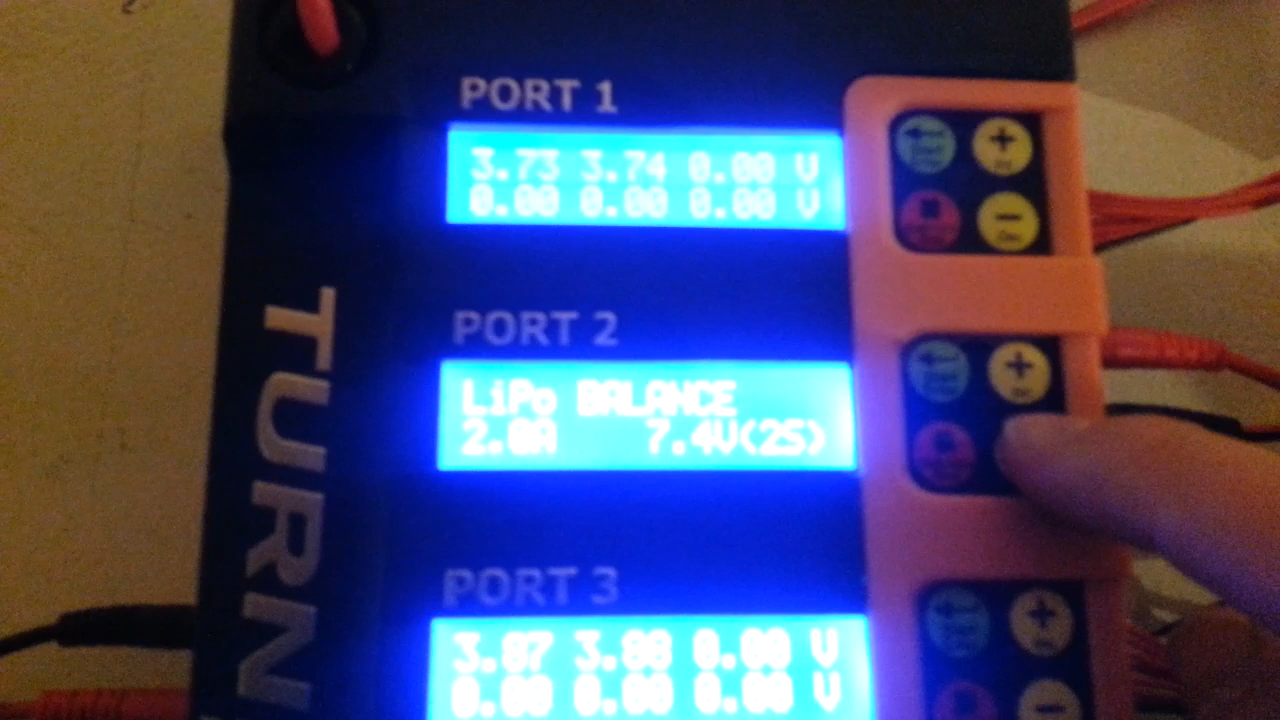 PORT 1
3.73 3.74 0.00 V
0.00 0.00 0.00 V
PORT 2
LiPo BALANCE
2.0A 7.4V(2S)
PORT 3
3.87 3.88 0.00 V
0.00 0.00 0.00 V
TURN
+
−
+
+
−